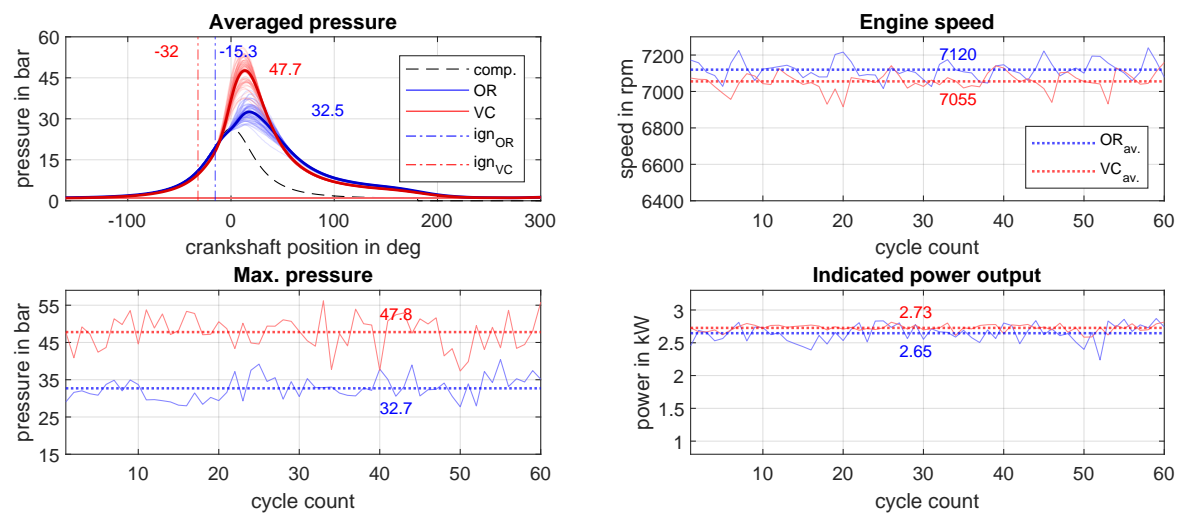 Averaged pressure
pressure in bar
60
45
30
15
0
-32
-15.3
47.7
32.5
comp.
OR
VC
ign_OR
ign_VC
-100
0
100
200
300
crankshaft position in deg
Engine speed
speed in rpm
7200
7000
6800
6600
6400
7120
7055
OR_av.
VC_av.
10
20
30
40
50
60
cycle count
Max. pressure
pressure in bar
55
45
35
25
15
47.8
32.7
10
20
30
40
50
60
cycle count
Indicated power output
power in kW
3
2.5
2
1.5
1
2.73
2.65
10
20
30
40
50
60
cycle count